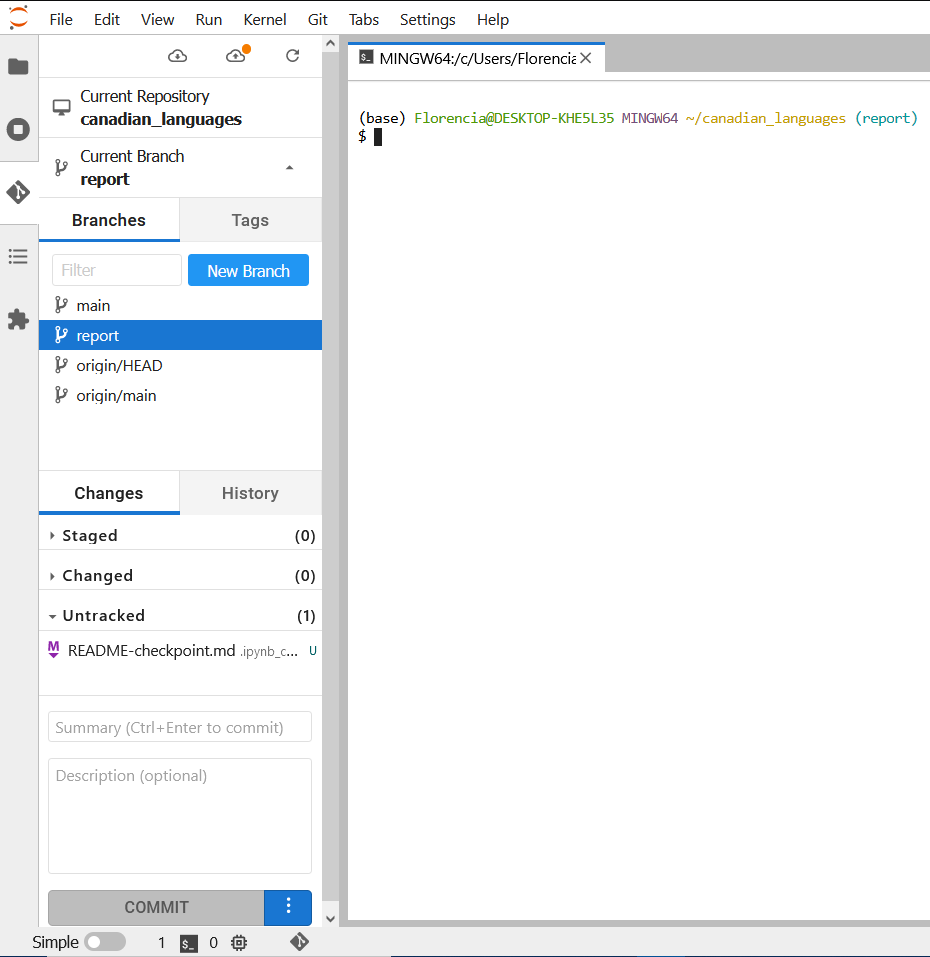 File Edit View Run Kernel Git Tabs Settings Help
Current Repository
canadian_languages
Current Branch
report
Branches Tags
Filter New Branch
main
report
origin/HEAD
origin/main
Changes History
Staged (0)
Changed (0)
Untracked (1)
README-checkpoint.md .ipynb_c... U
Summary (Ctrl+Enter to commit)
Description (optional)
COMMIT
Simple 1 $_ 0
$_ MINGW64:/c/Users/Florencia
(base) Florencia@DESKTOP-KHE5L35 MINGW64 ~/canadian_languages (report)
$